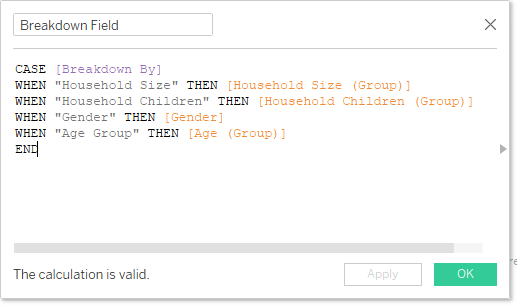 Breakdown Field
CASE [Breakdown By]
WHEN "Household Size" THEN [Household Size (Group)]
WHEN "Household Children" THEN [Household Children (Group)]
WHEN "Gender" THEN [Gender]
WHEN "Age Group" THEN [Age (Group)]
END
The calculation is valid.
Apply
OK